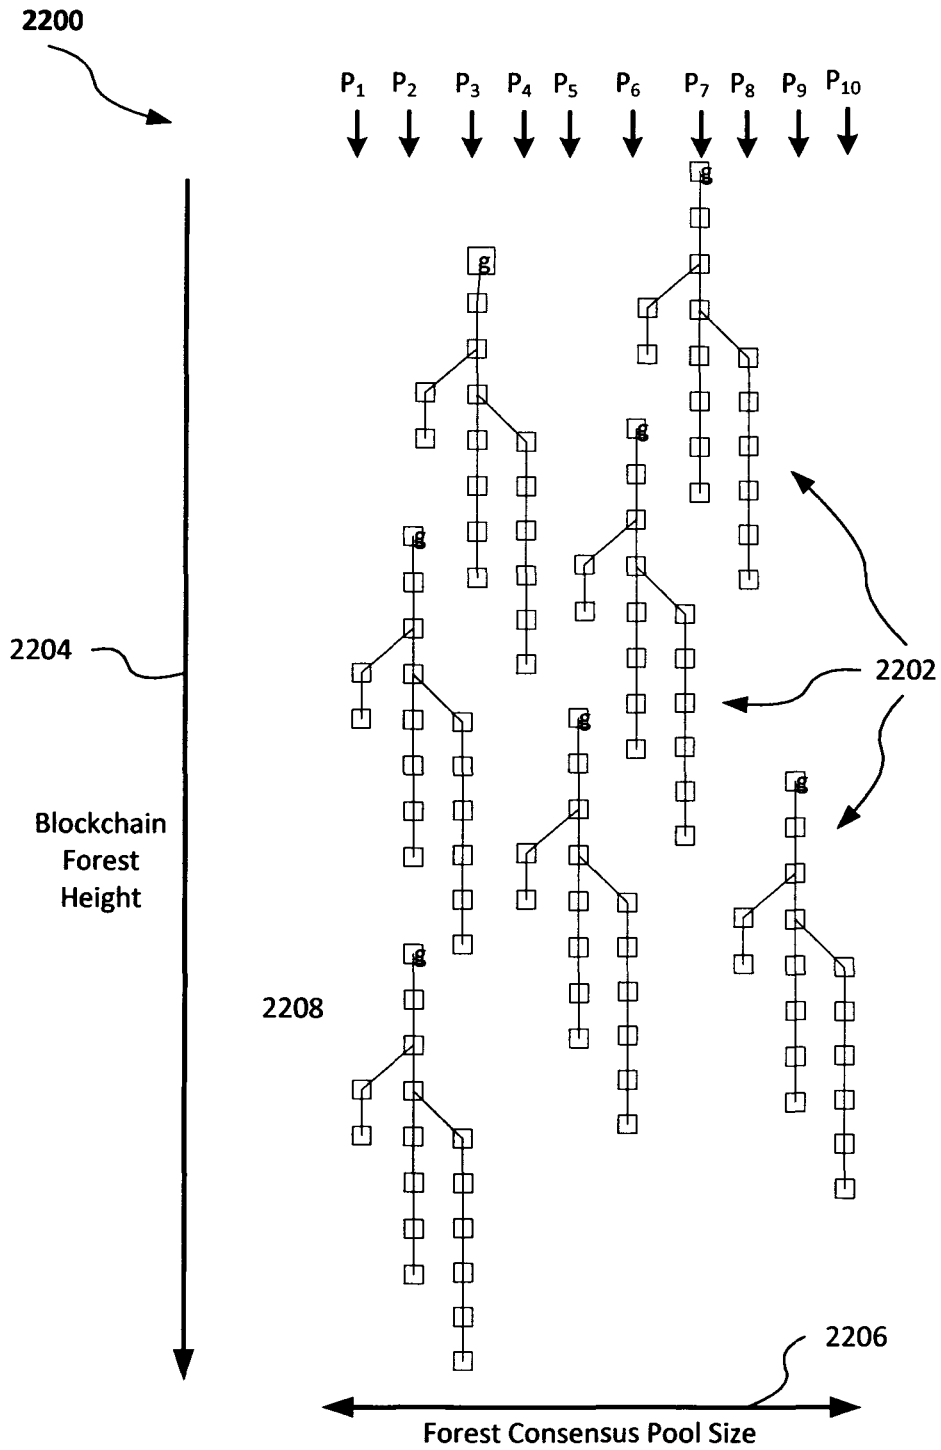 2200
P1 P2 P3 P4 P5 P6 P7 P8 P9 P10
g
g
g
g
2204
2202
g
g
Blockchain
Forest
Height
g
2208
2206
Forest Consensus Pool Size